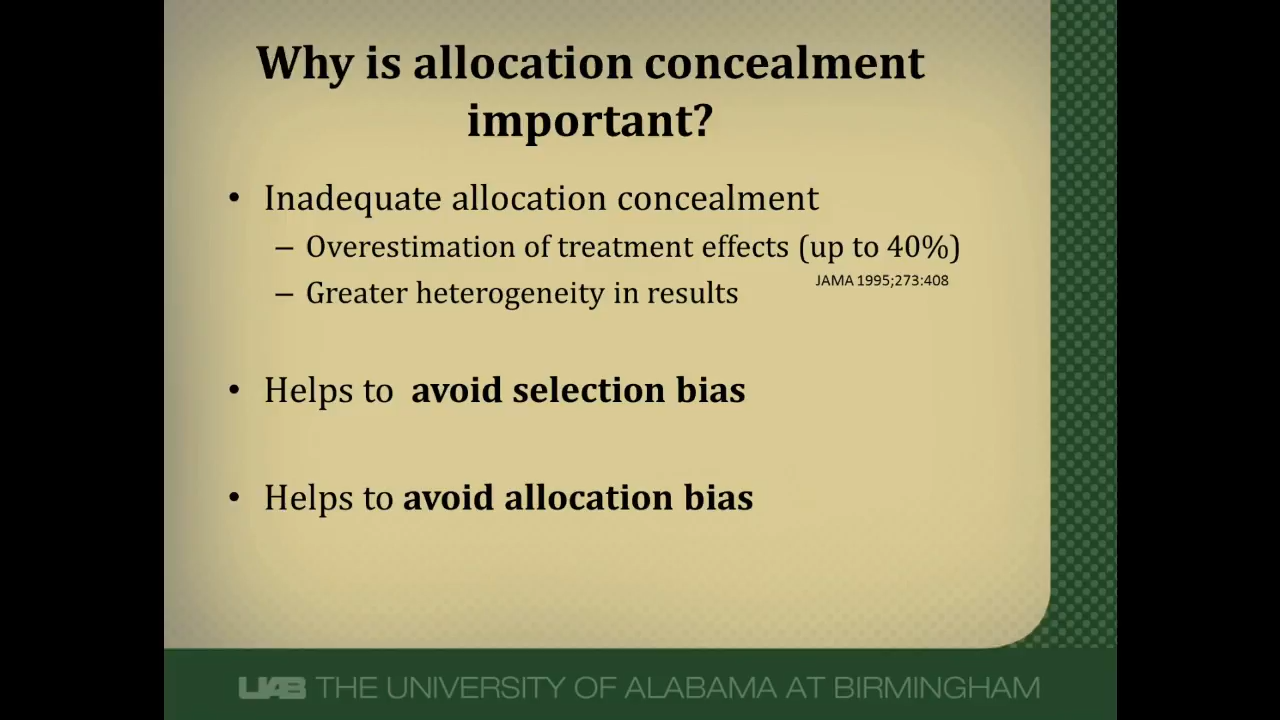 Why is allocation concealment
important?
• Inadequate allocation concealment
– Overestimation of treatment effects (up to 40%)
JAMA 1995;273:408
– Greater heterogeneity in results
• Helps to avoid selection bias
• Helps to avoid allocation bias
UAB THE UNIVERSITY OF ALABAMA AT BIRMINGHAM